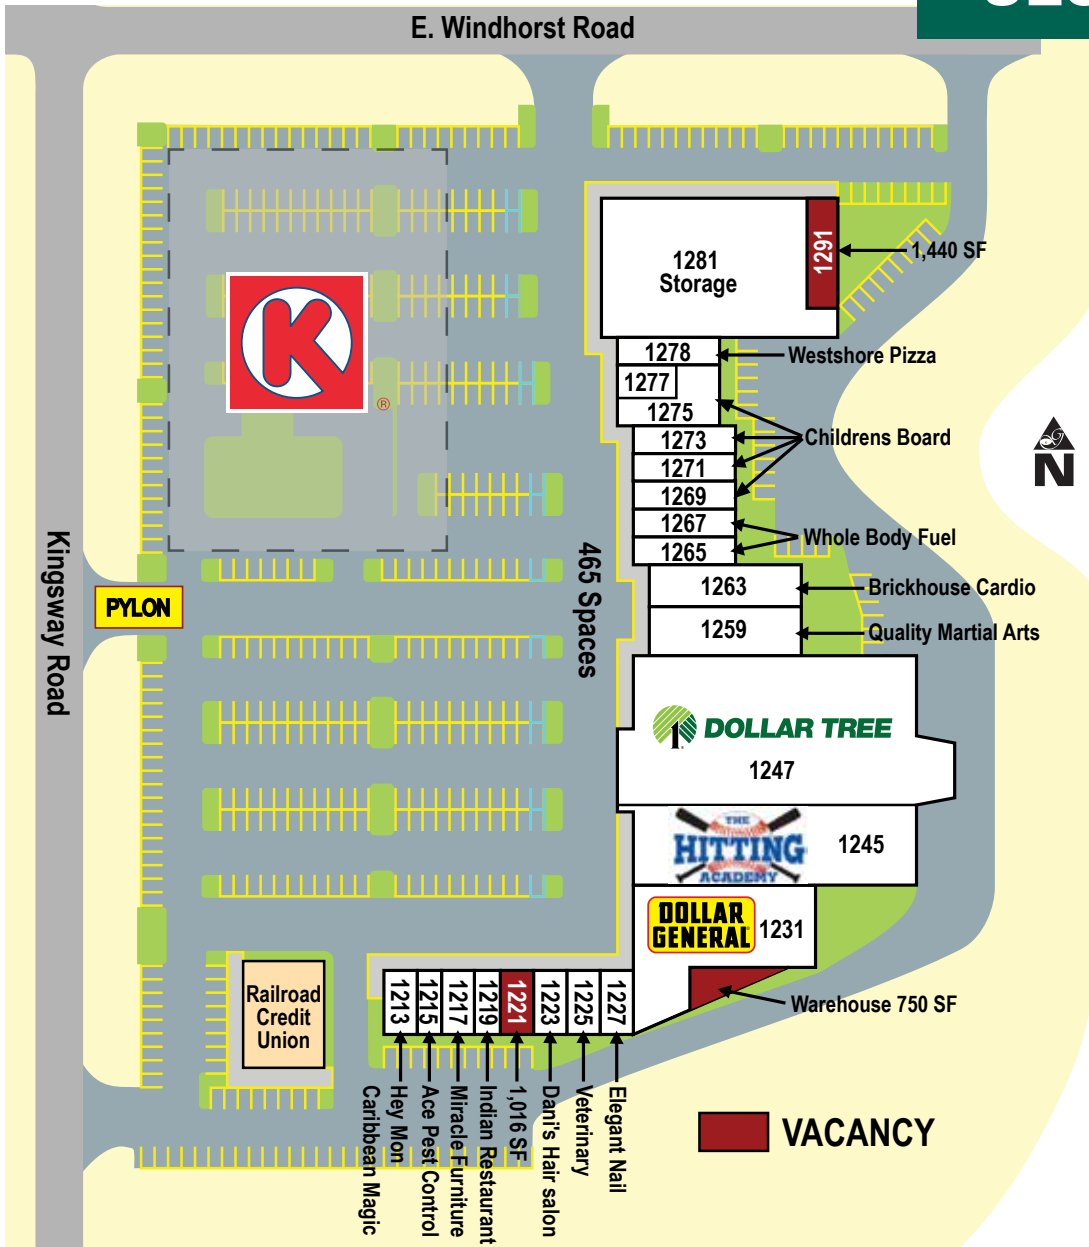 E. Windhorst Road
1281
Storage
1291
1,440 SF
K
®
1278
Westshore Pizza
1277
1275
1273
Childrens Board
1271
1269
1267
Whole Body Fuel
1265
N
Kingsway Road
PYLON
465 Spaces
1263
Brickhouse Cardio
1259
Quality Martial Arts
1
DOLLAR TREE
1247
THE
HITTING
ACADEMY
1245
DOLLAR
GENERAL
1231
Warehouse 750 SF
Railroad
Credit
Union
1213
1215
1217
1219
1221
1223
1225
1227
Hey Mon
Caribbean Magic
Ace Pest Control
Miracle Furniture
Indian Restaurant
1,016 SF
Dani's Hair salon
Veterinary
Elegant Nail
VACANCY